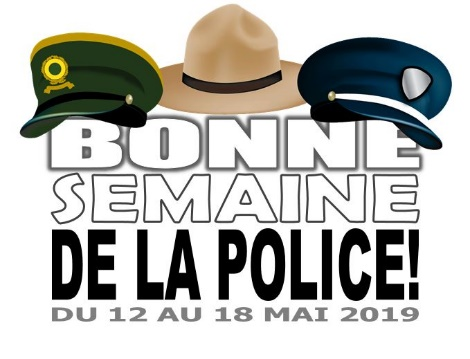 BONNE
SEMAINE
DE LA POLICE!
DU 12 AU 18 MAI 2019